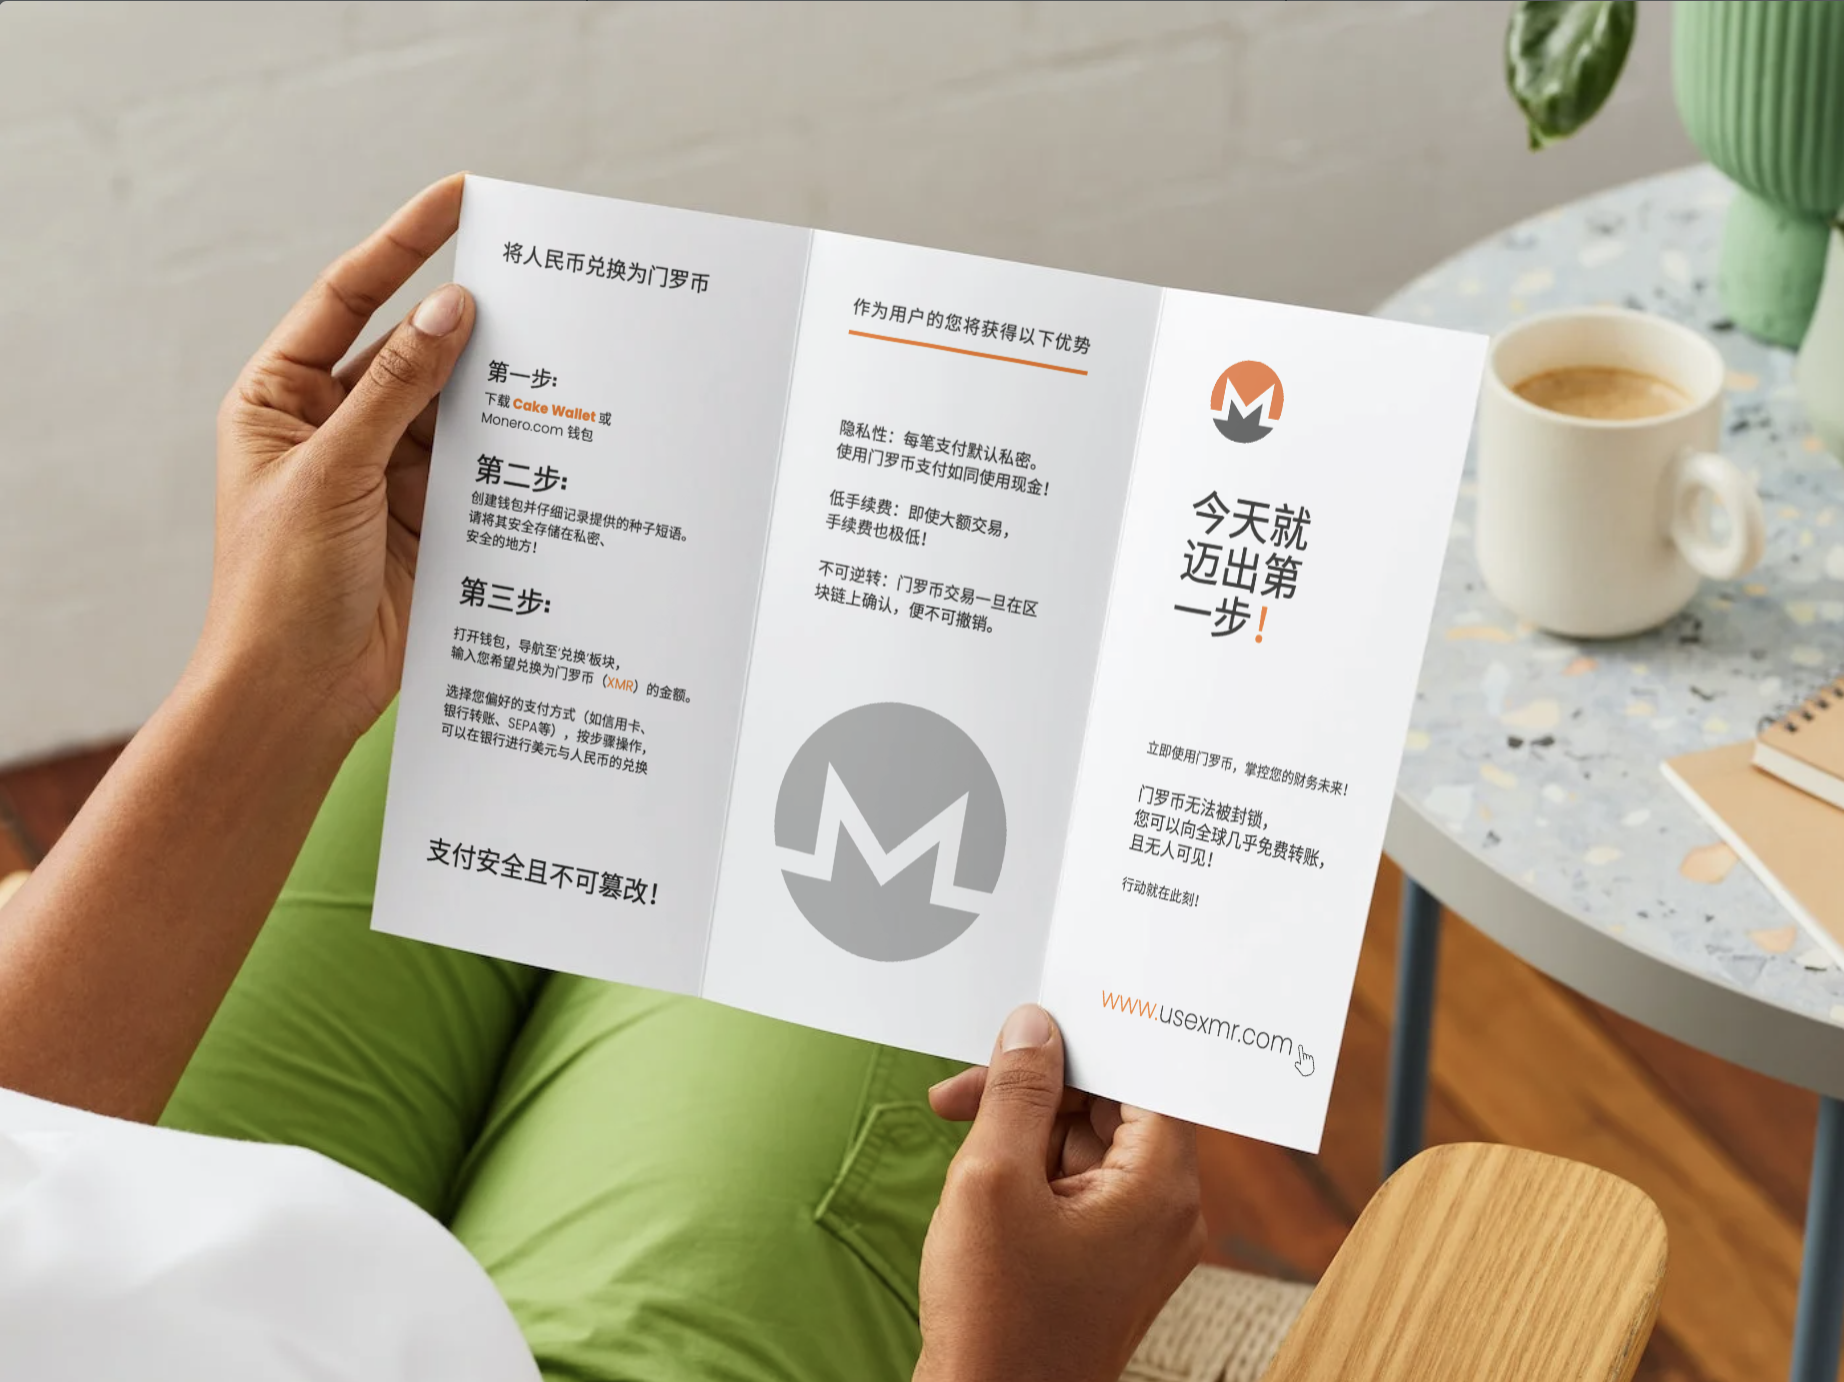 将人民币兑换为门罗币
第一步:
下载 Cake Wallet 或
Monero.com 钱包
第二步:
创建钱包并仔细记录提供的种子短语。
请将其安全存储在私密、
安全的地方！
第三步:
打开钱包，导航至‘兑换’板块，
输入您希望兑换为门罗币（XMR）的金额。
选择您偏好的支付方式（如信用卡、
银行转账、SEPA等），按步骤操作，
可以在银行进行美元与人民币的兑换
支付安全且不可篡改！
作为用户的您将获得以下优势
隐私性：每笔支付默认私密。
使用门罗币支付如同使用现金！
低手续费：即使大额交易，
手续费也极低！
不可逆转：门罗币交易一旦在区
块链上确认，便不可撤销。
今天就
迈出第
一步！
立即使用门罗币，掌控您的财务未来！
门罗币无法被封锁，
您可以向全球几乎免费转账，
且无人可见！
行动就在此刻！
www.usexmr.com